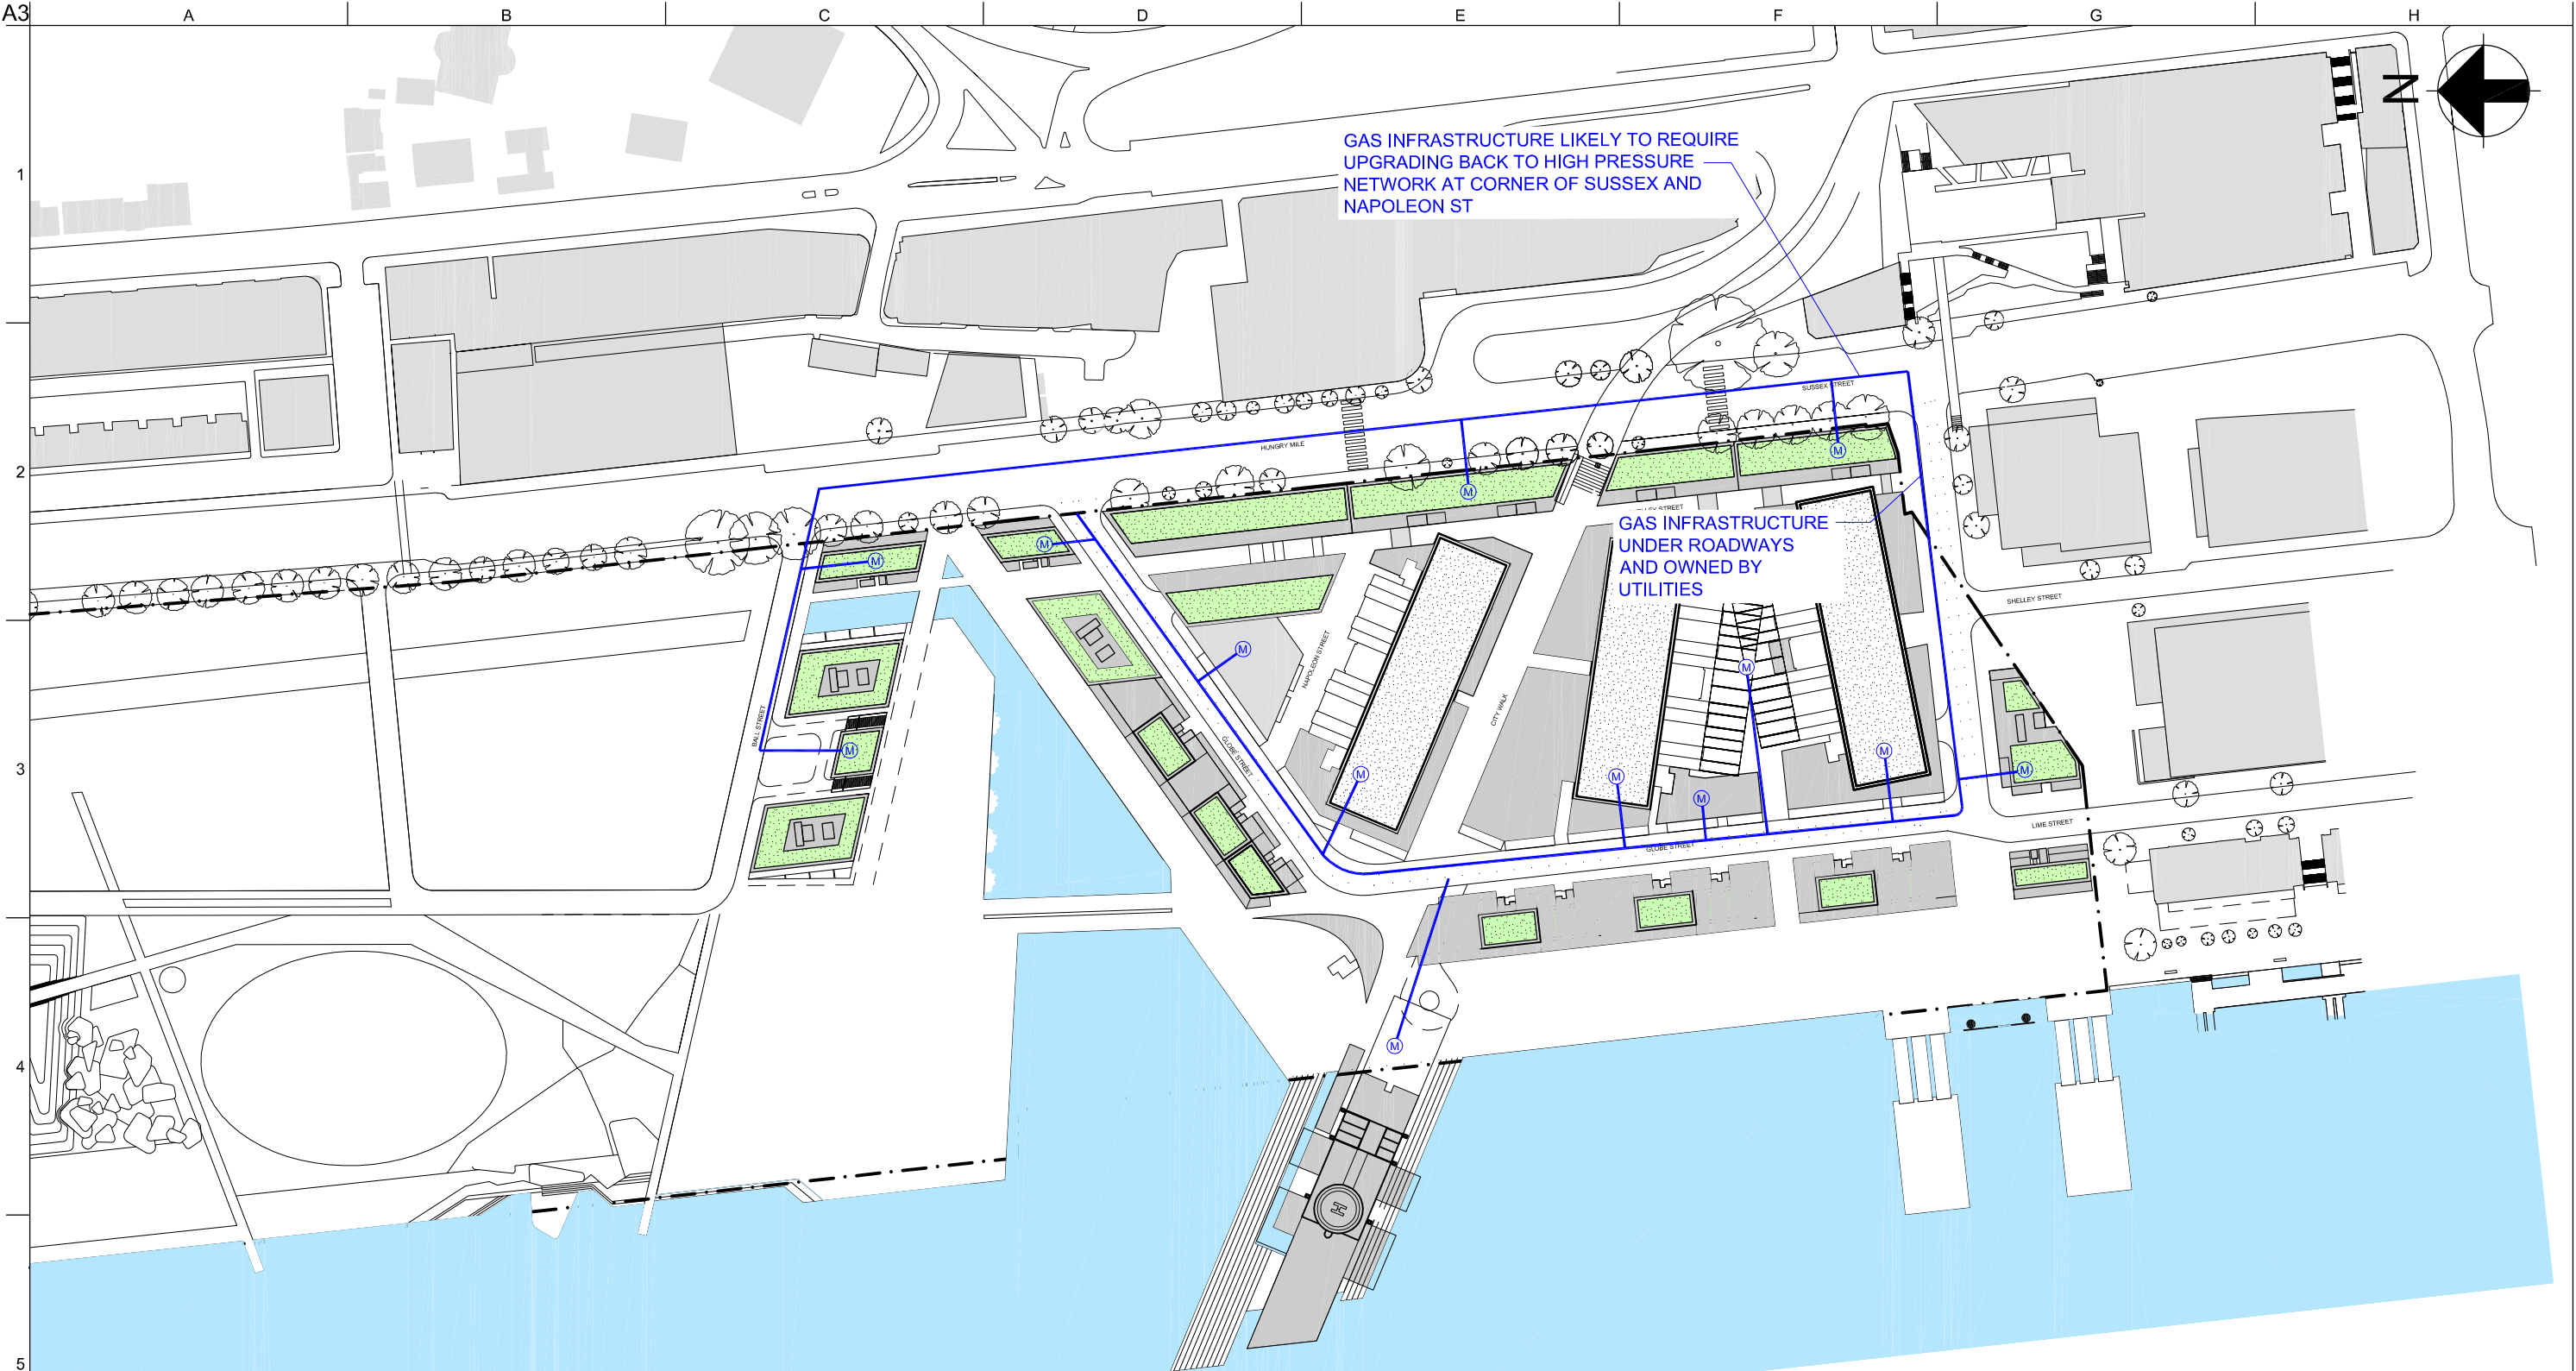 A3 A B C D E F G H
N
1
GAS INFRASTRUCTURE LIKELY TO REQUIRE
UPGRADING BACK TO HIGH PRESSURE
NETWORK AT CORNER OF SUSSEX AND
NAPOLEON ST
SUSSEX STREET
M
HUNGRY MILE
2
M
M
M
GAS INFRASTRUCTURE
UNDER ROADWAYS
AND OWNED BY
UTILITIES
SHELLEY STREET
M
NAPOLEON STREET
M
CITY WALK
BALL STREET
GLOBE STREET
M
M
M
M
M
M
3
M
LIME STREET
GLOBE STREET
M
4
H
5